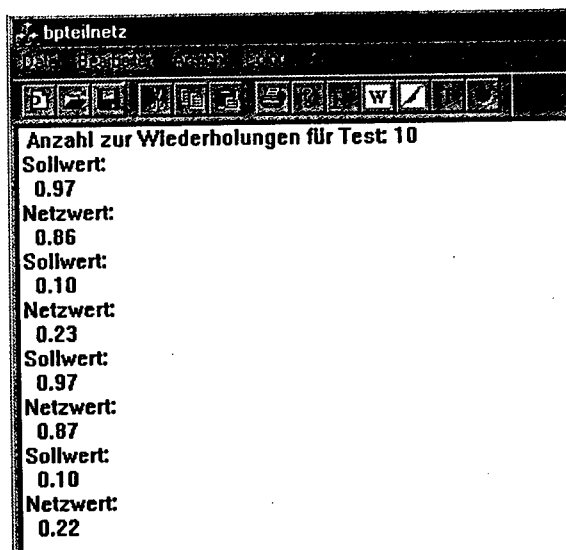 bpteilnetz
W
Anzahl zur Wiederholungen für Test: 10
Sollwert:
0.97
Netzwert:
0.86
Sollwert:
0.10
Netzwert:
0.23
Sollwert:
0.97
Netzwert:
0.87
Sollwert:
0.10
Netzwert:
0.22